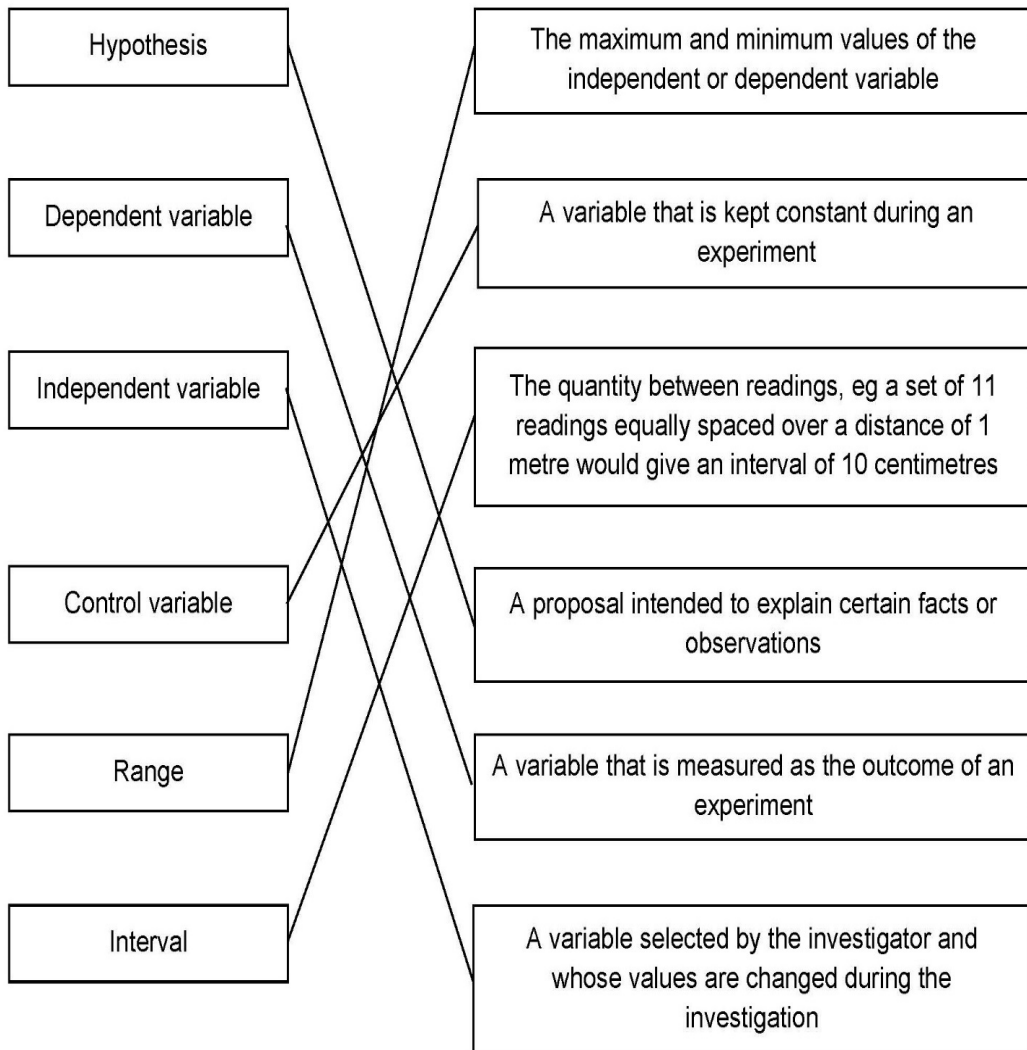 Hypothesis
The maximum and minimum values of the
independent or dependent variable
Dependent variable
A variable that is kept constant during an
experiment
Independent variable
The quantity between readings, eg a set of 11
readings equally spaced over a distance of 1
metre would give an interval of 10 centimetres
Control variable
A proposal intended to explain certain facts or
observations
Range
A variable that is measured as the outcome of an
experiment
Interval
A variable selected by the investigator and
whose values are changed during the
investigation